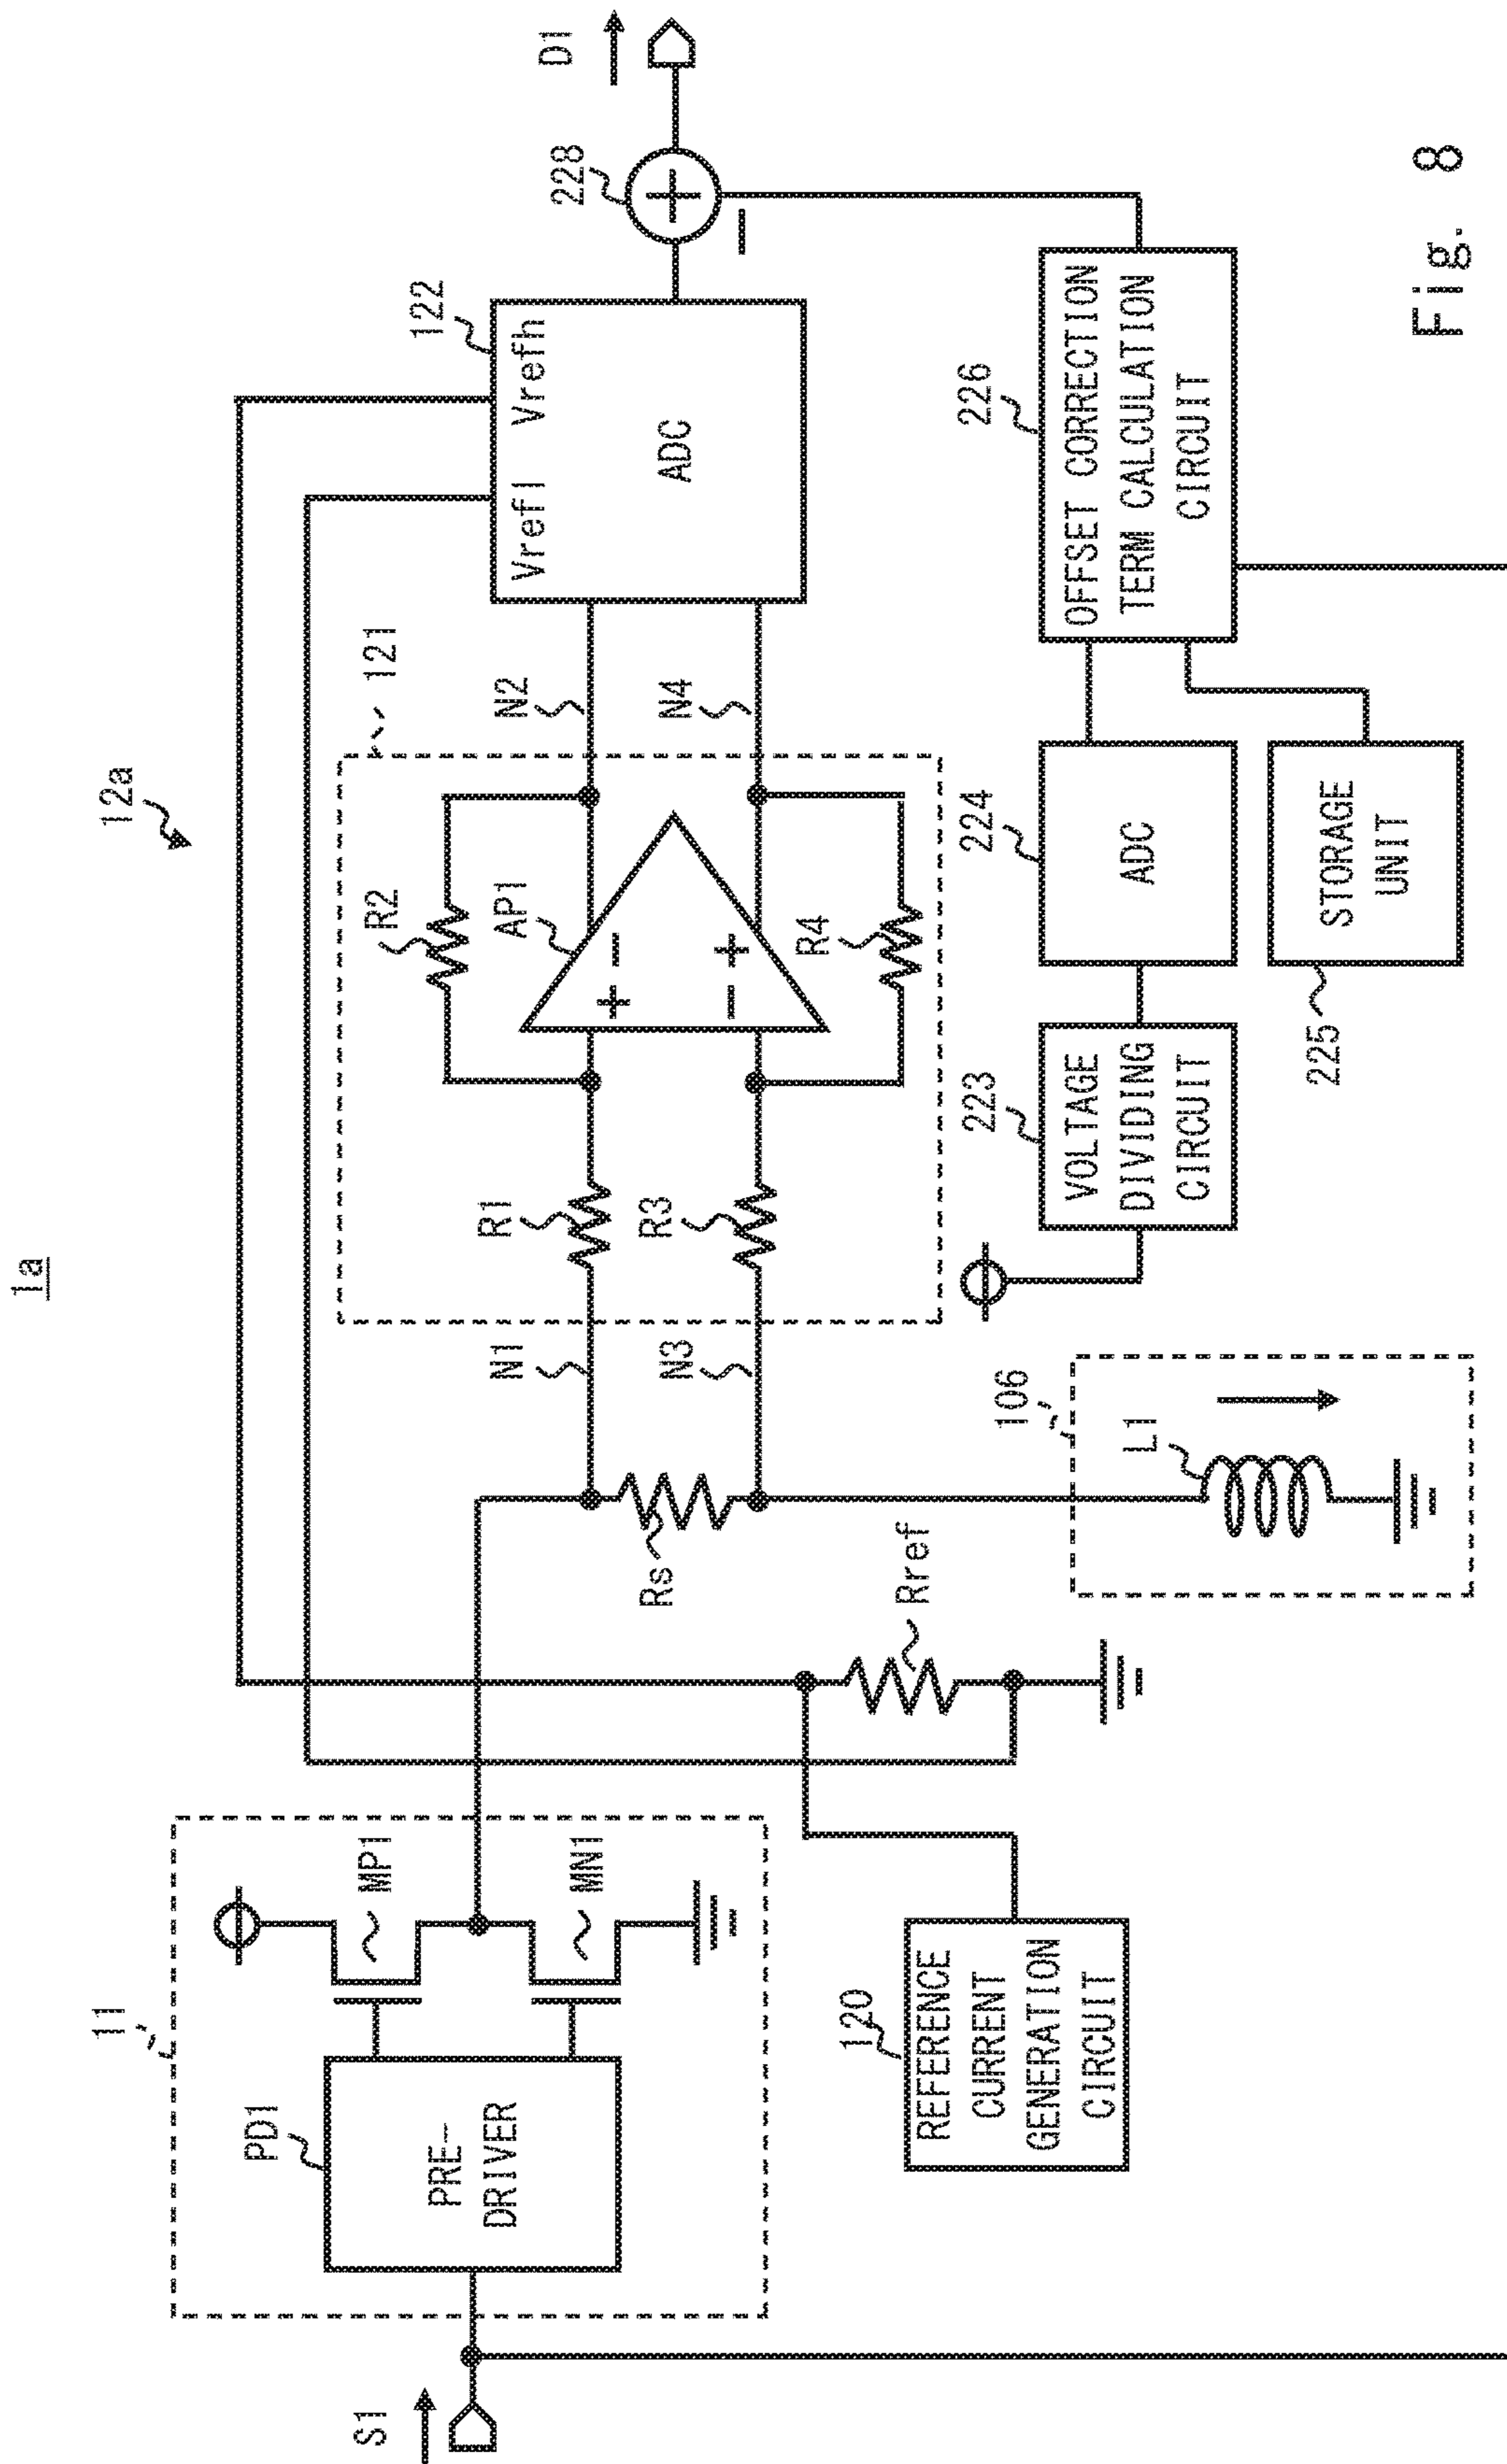 1a
12a
S1
11
PD1
PRE-
DRIVER
MP1
MN1
120
REFERENCE
CURRENT
GENERATION
CIRCUIT
Rref
Rs
N1
N3
106
L1
121
R1
R2
R3
R4
AP1
+ -
- +
N2
N4
122
Vrefl Vrefh
ADC
228
+
-
D1
223
VOLTAGE
DIVIDING
CIRCUIT
224
ADC
225
STORAGE
UNIT
226
OFFSET CORRECTION
TERM CALCULATION
CIRCUIT
Fig. 8